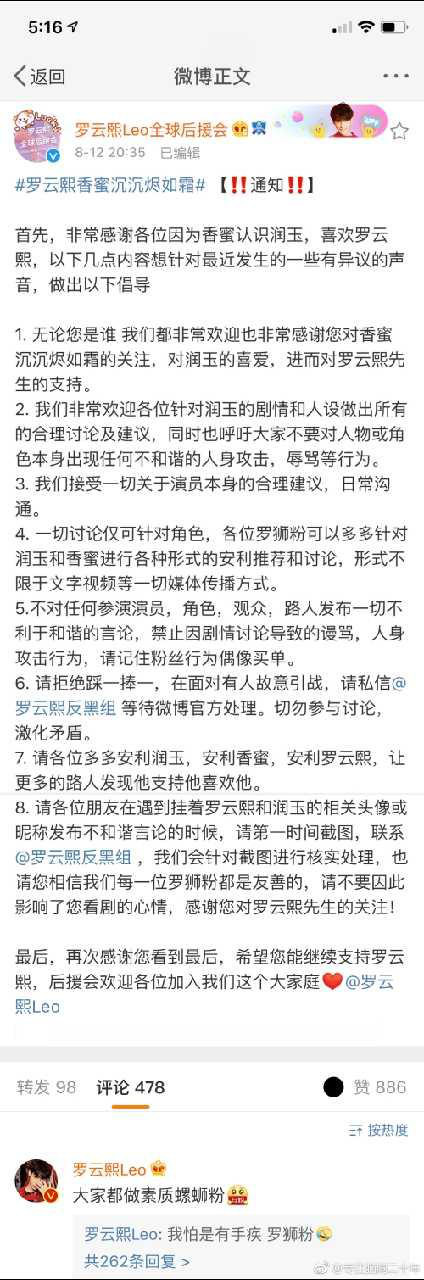 5:16
返回
微博正文
罗云熙Leo全球后援会
8-12 20:35 已编辑
#罗云熙香蜜沉沉烬如霜# 【‼️通知‼️】
首先，非常感谢各位因为香蜜认识润玉，喜欢罗云
熙，以下几点内容想针对最近发生的一些有异议的声
音，做出以下倡导
1. 无论您是谁 我们都非常欢迎也非常感谢您对香蜜
沉沉烬如霜的关注，对润玉的喜爱，进而对罗云熙先
生的支持。
2. 我们非常欢迎各位针对润玉的剧情和人设做出所有
的合理讨论及建议，同时也呼吁大家不要对人物或角
色本身出现任何不和谐的人身攻击，辱骂等行为。
3. 我们接受一切关于演员本身的合理建议，日常沟
通。
4. 一切讨论仅可针对角色，各位罗狮粉可以多多针对
润玉和香蜜进行各种形式的安利推荐和讨论，形式不
限于文字视频等一切媒体传播方式。
5.不对任何参演演员，角色，观众，路人发布一切不
利于和谐的言论，禁止因剧情讨论导致的谩骂，人身
攻击行为，请记住粉丝行为偶像买单。
6. 请拒绝踩一捧一，在面对有人故意引战，请私信@
罗云熙反黑组 等待微博官方处理。切勿参与讨论，
激化矛盾。
7. 请各位多多安利润玉，安利香蜜，安利罗云熙，让
更多的路人发现他支持他喜欢他。
8. 请各位朋友在遇到挂着罗云熙和润玉的相关头像或
昵称发布不和谐言论的时候，请第一时间截图，联系
@罗云熙反黑组 ，我们会针对截图进行核实处理，也
请您相信我们每一位罗狮粉都是友善的，请不要因此
影响了您看剧的心情，感谢您对罗云熙先生的关注！
最后，再次感谢您看到最后，希望您能继续支持罗云
熙，后援会欢迎各位加入我们这个大家庭❤️@罗云
熙Leo
转发 98 评论 478 赞 886
按热度
罗云熙Leo
大家都做素质螺蛳粉
罗云熙Leo: 我怕是有手疾 罗狮粉
共262条回复 >